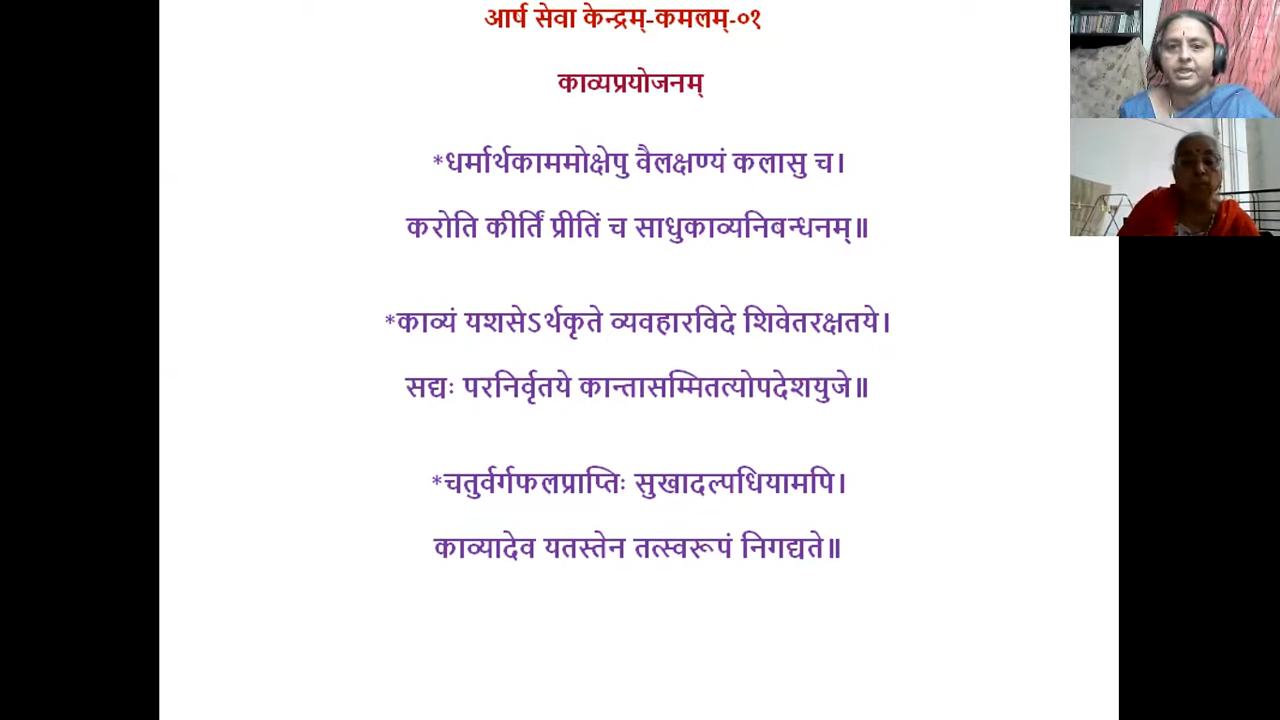 आर्ष सेवा केन्द्रम्-कमलम्-०१
काव्यप्रयोजनम्
*धर्मार्थकाममोक्षेषु वैलक्षण्यं कलासु च।
करोति कीर्तिं प्रीतिं च साधुकाव्यनिबन्धनम्॥
*काव्यं यशसेऽर्थकृते व्यवहारविदे शिवेतरक्षतये।
सद्यः परनिर्वृतये कान्तासम्मिततयोपदेशयुजे॥
*चतुर्वर्गफलप्राप्तिः सुखादल्पधियामपि।
काव्यादेव यतस्तेन तत्स्वरूपं निगद्यते॥